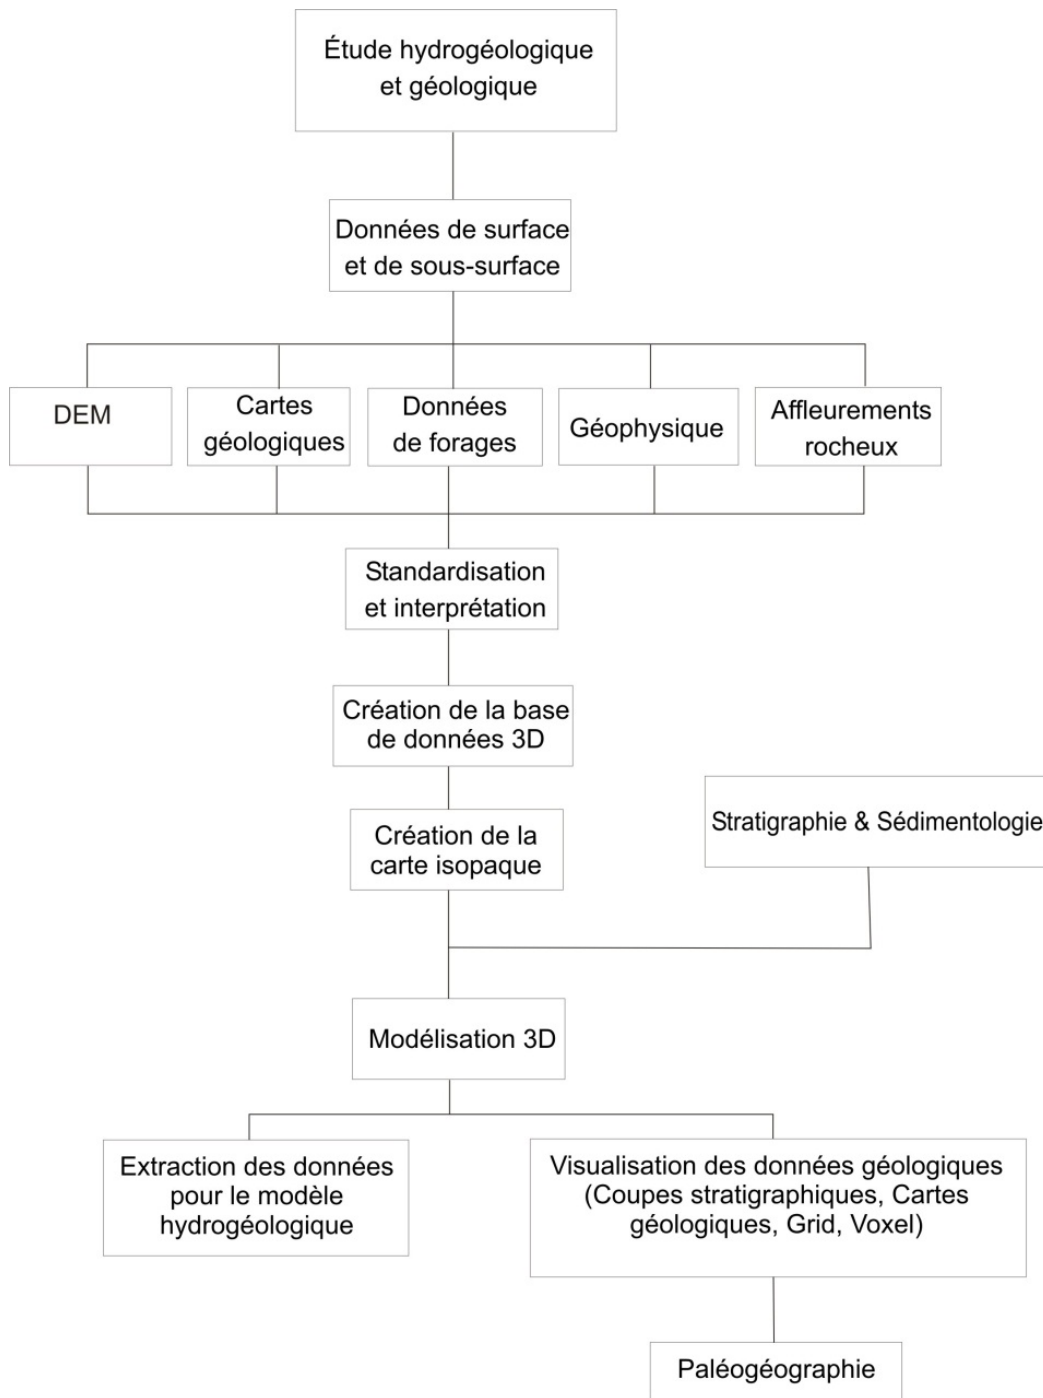 Étude hydrogéologique
et géologique
Données de surface
et de sous-surface
DEM
Cartes
géologiques
Données
de forages
Géophysique
Affleurements
rocheux
Standardisation
et interprétation
Création de la base
de données 3D
Création de la
carte isopaque
Stratigraphie & Sédimentologie
Modélisation 3D
Extraction des données
pour le modèle
hydrogéologique
Visualisation des données géologiques
(Coupes stratigraphiques, Cartes
géologiques, Grid, Voxel)
Paléogéographie